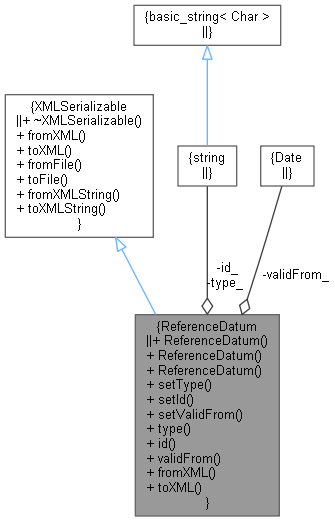 {basic_string< Char >
||}
{XMLSerializable
||+ ~XMLSerializable()
+ fromXML()
+ toXML()
+ fromFile()
+ toFile()
+ fromXMLString()
+ toXMLString()
}
{string
||}
{Date
||}
-id_
-type_
-validFrom_
{ReferenceDatum
||+ ReferenceDatum()
+ ReferenceDatum()
+ ReferenceDatum()
+ setType()
+ setId()
+ setValidFrom()
+ type()
+ id()
+ validFrom()
+ fromXML()
+ toXML()
}